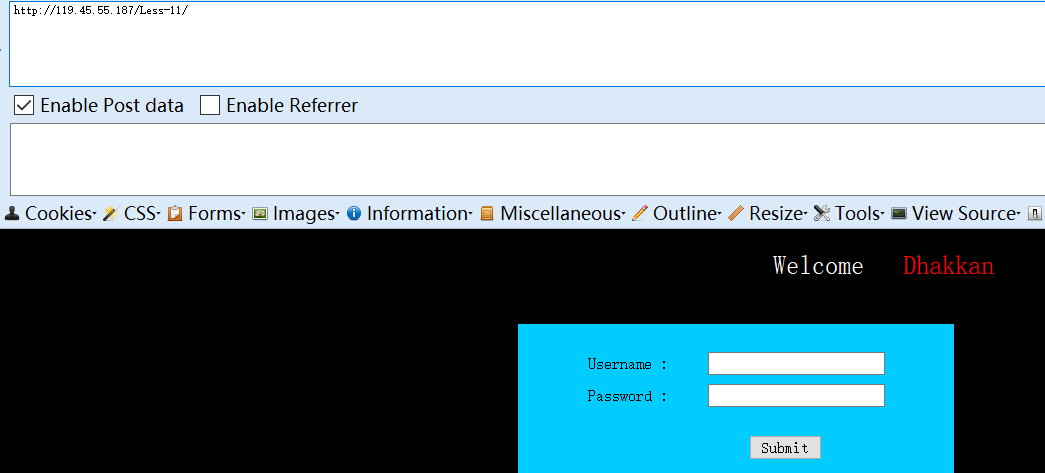 http://119.45.55.187/Less-11/
Enable Post data Enable Referrer
Cookies CSS Forms Images Information Miscellaneous Outline Resize Tools View Source
Welcome Dhakkan
Username :
Password :
Submit